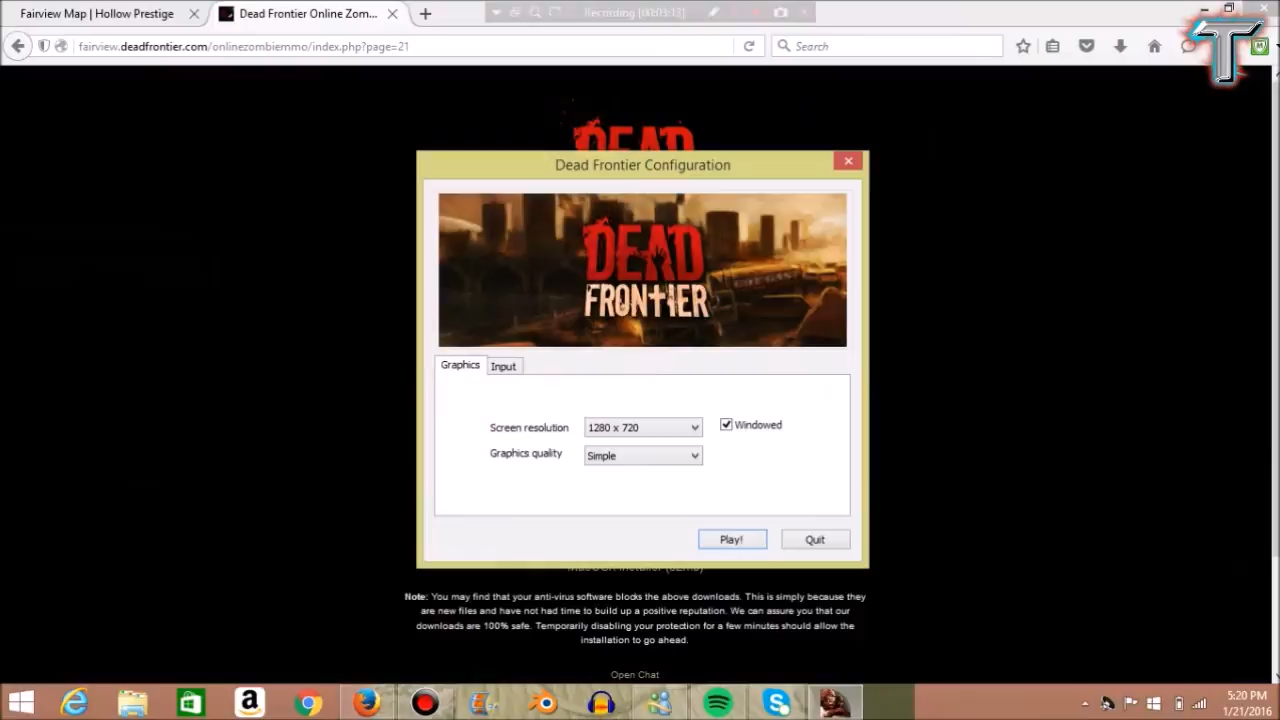 Fairview Map | Hollow Prestige
Dead Frontier Online Zom...
Recording [00:03:13]
fairview.deadfrontier.com/onlinezombiemmo/index.php?page=21
Search
T
DEAD
Dead Frontier Configuration
DEAD
FRONTIER
Graphics
Input
Screen resolution
1280 x 720
Windowed
Graphics quality
Simple
Play!
Quit
Note: You may find that your anti-virus software blocks the above downloads. This is simply because they
are new files and have not had time to build up a positive reputation. We can assure you that our
downloads are 100% safe. Temporarily disabling your protection for a few minutes should allow the
installation to go ahead.
Open Chat
5:20 PM
1/21/2016